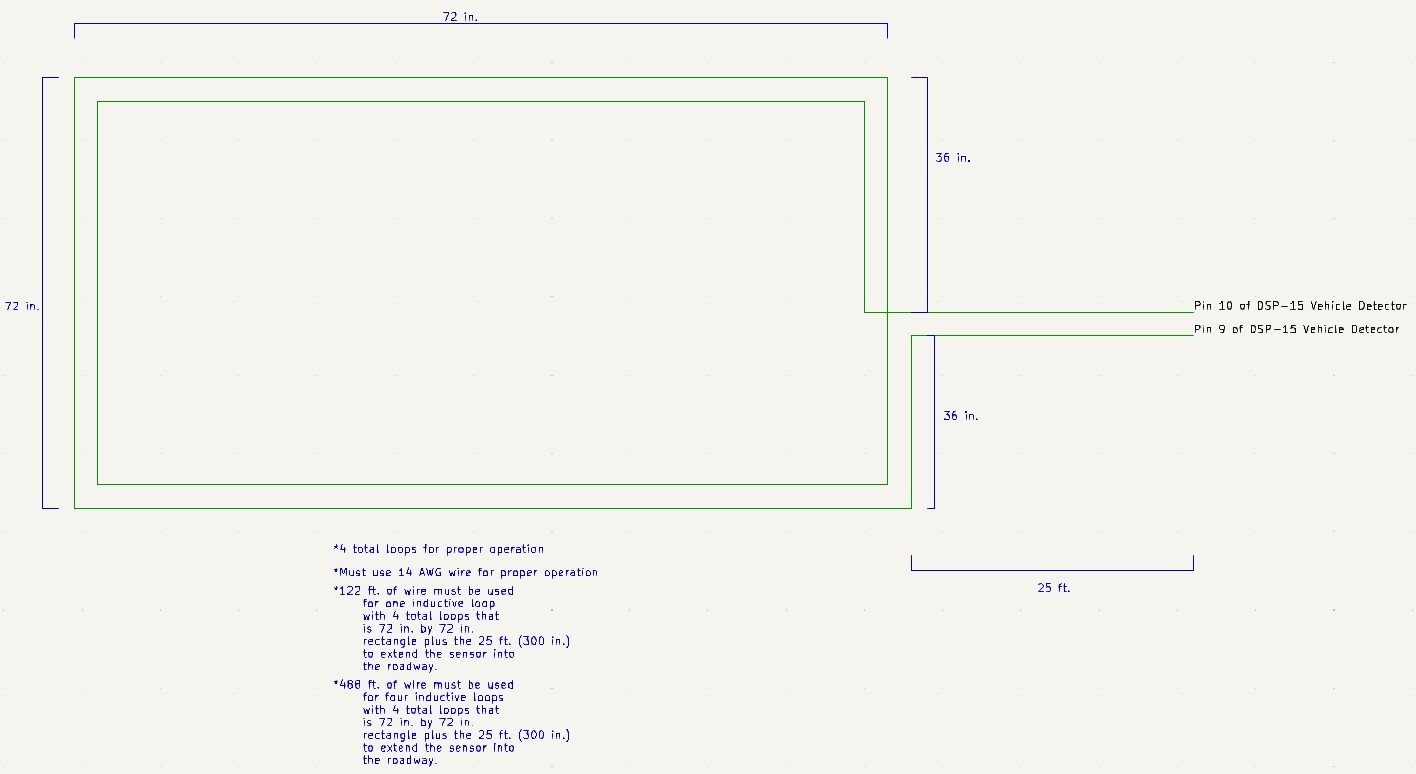 72 in.
36 in.
72 in.
Pin 10 of DSP-15 Vehicle Detector
Pin 9 of DSP-15 Vehicle Detector
36 in.
*4 total loops for proper operation
*Must use 14 AWG wire for proper operation
25 ft.
*122 ft. of wire must be used
for one inductive loop
with 4 total loops that
is 72 in. by 72 in.
rectangle plus the 25 ft. (300 in.)
to extend the sensor into
the roadway.
*488 ft. of wire must be used
for four inductive loops
with 4 total loops that
is 72 in. by 72 in.
rectangle plus the 25 ft. (300 in.)
to extend the sensor into
the roadway.